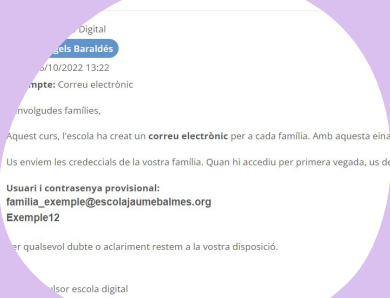 Digital
gels Baraldés
/10/2022 13:22
mpte: Correu electrònic
nvolgudes famílies,
Aquest curs, l'escola ha creat un correu electrònic per a cada família. Amb aquesta eina
Us enviem les credeccials de la vostra família. Quan hi accediu per primera vegada, us de
Usuari i contrasenya provisional:
familia_exemple@escolajaumebalmes.org
Exemple12
er qualsevol dubte o aclariment restem a la vostra disposició.
lsor escola digital